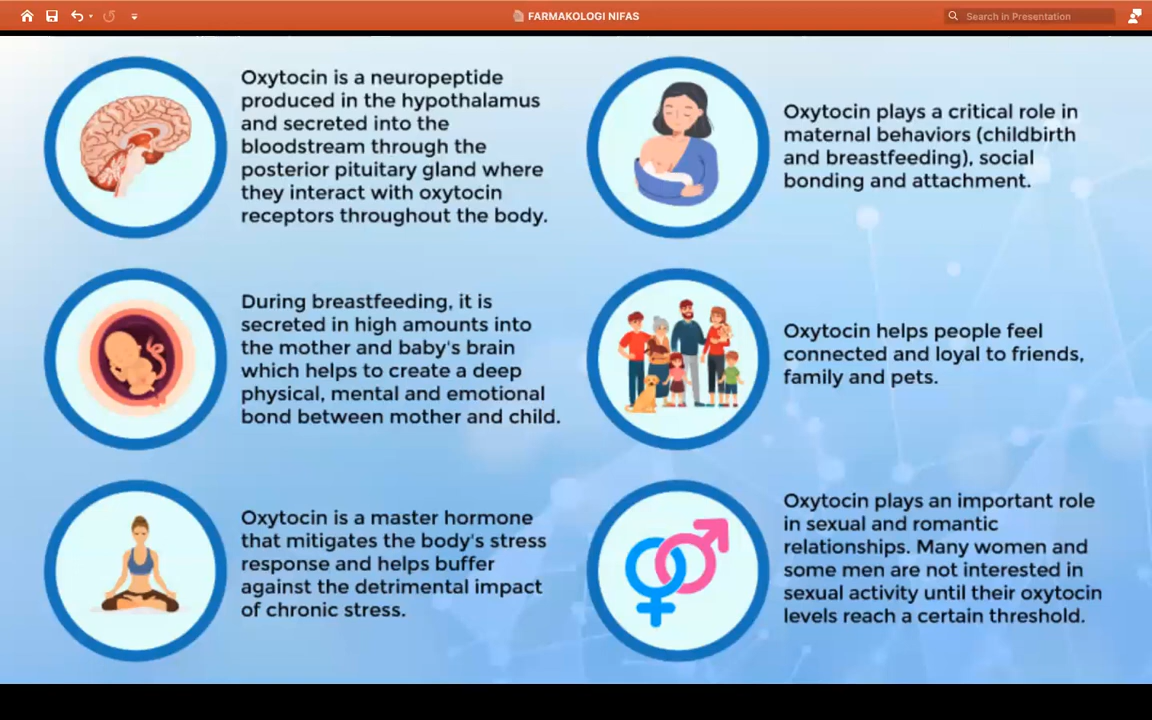 FARMAKOLOGI NIFAS
Search in Presentation
Oxytocin is a neuropeptide
produced in the hypothalamus
and secreted into the
bloodstream through the
posterior pituitary gland where
they interact with oxytocin
receptors throughout the body.
Oxytocin plays a critical role in
maternal behaviors (childbirth
and breastfeeding), social
bonding and attachment.
During breastfeeding, it is
secreted in high amounts into
the mother and baby's brain
which helps to create a deep
physical, mental and emotional
bond between mother and child.
Oxytocin helps people feel
connected and loyal to friends,
family and pets.
Oxytocin is a master hormone
that mitigates the body's stress
response and helps buffer
against the detrimental impact
of chronic stress.
Oxytocin plays an important role
in sexual and romantic
relationships. Many women and
some men are not interested in
sexual activity until their oxytocin
levels reach a certain threshold.